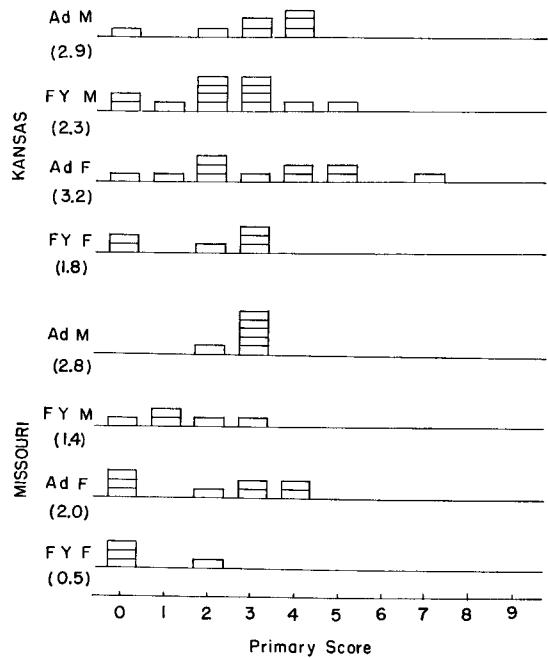 KANSAS
Ad M
(2.9)
FY M
(2.3)
Ad F
(3.2)
FY F
(1.8)
MISSOURI
Ad M
(2.8)
FY M
(1.4)
Ad F
(2.0)
FY F
(0.5)
0 1 2 3 4 5 6 7 8 9
Primary Score